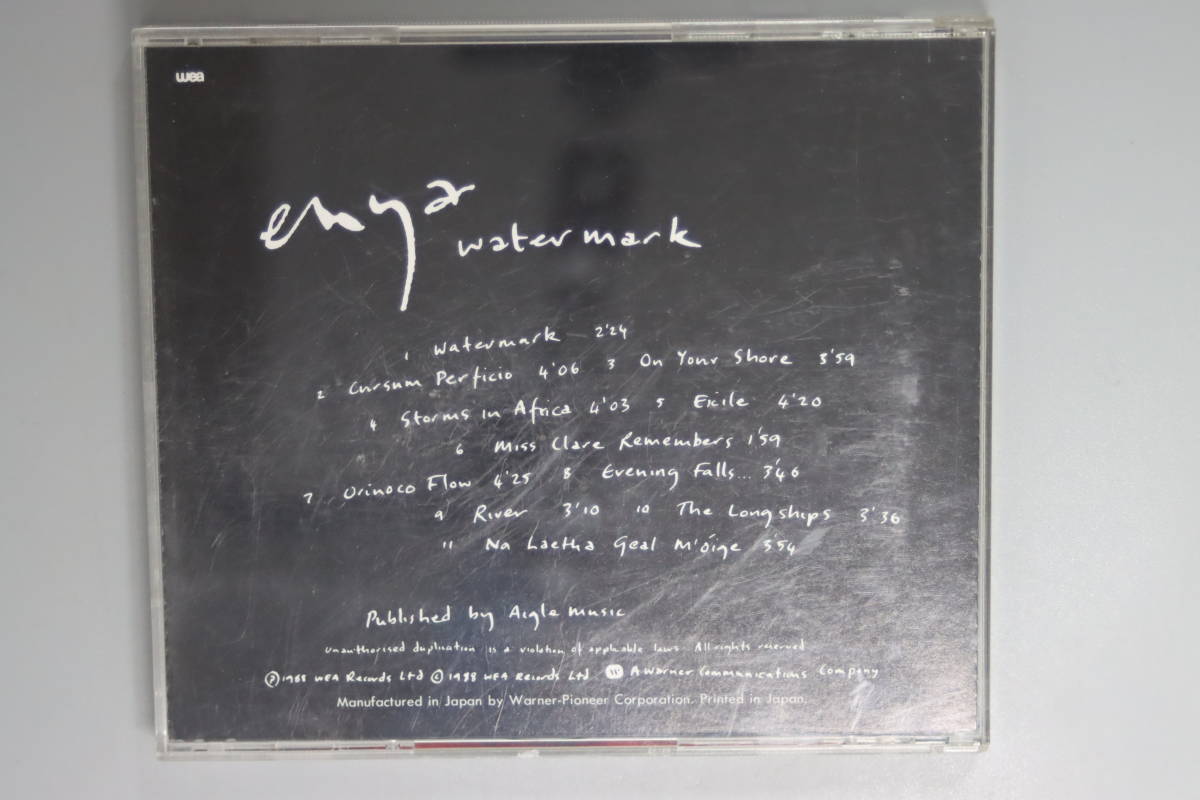 wea
enya
watermark
1 Watermark 2'24
2 Cursum Perficio 4'06 3 On Your Shore 3'59
4 Storms in Africa 4'03 5 Exile 4'20
6 Miss Clare Remembers 1'59
7 Orinoco Flow 4'25 8 Evening Falls... 3'46
9 River 3'10 10 The Longships 3'36
11 Na Laetha Geal M'óige 3'54
Published by Aigle Music
Unauthorised duplication is a violation of applicable laws. All rights reserved
℗ 1988 WEA Records Ltd © 1988 WEA Records Ltd A Warner Communications Company
Manufactured in Japan by Warner-Pioneer Corporation. Printed in Japan.